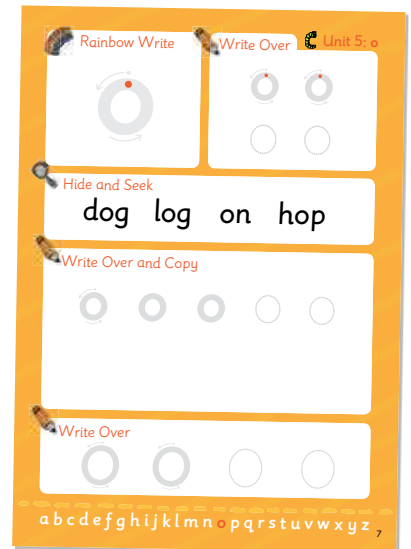 Rainbow Write
o
Write Over
Unit 5: o
o o
o o
Hide and Seek
dog log on hop
Write Over and Copy
o o o o o
Write Over
O O O O
a b c d e f g h i j k l m n o p q r s t u v w x y z
7